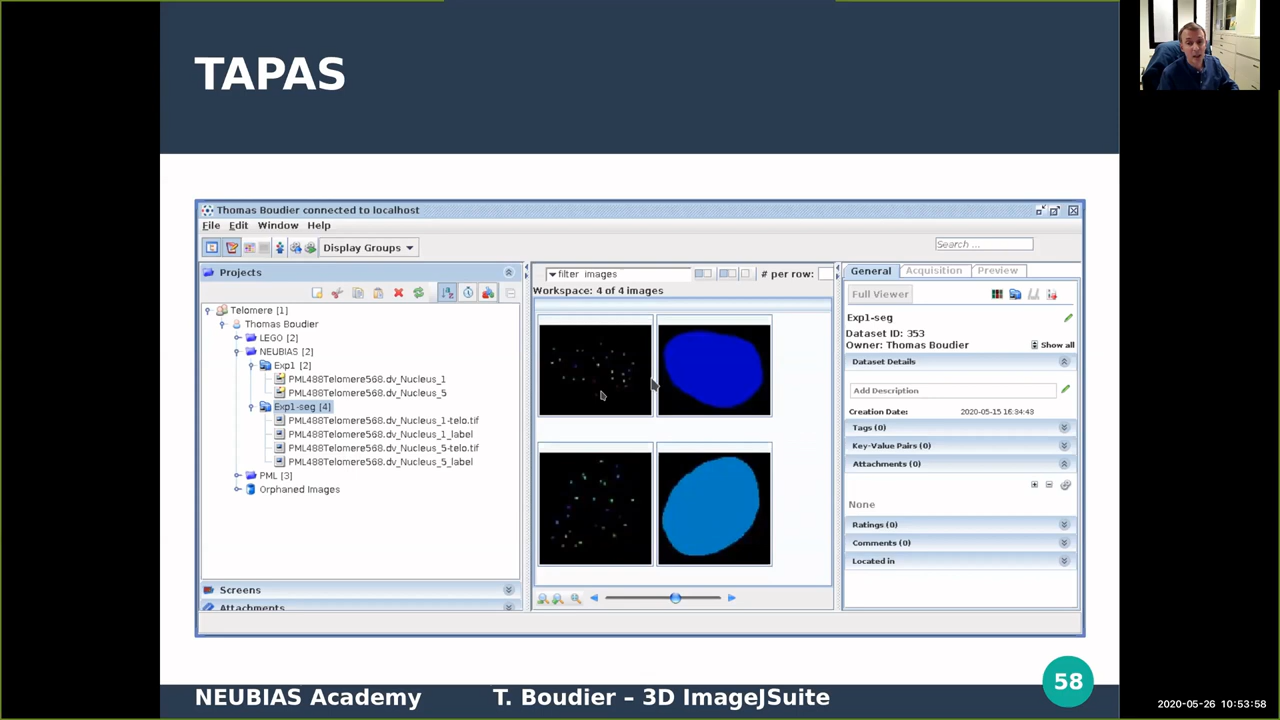 TAPAS
Thomas Boudier connected to localhost
File Edit Window Help
Display Groups
Search ...
Projects
Telomere [1]
Thomas Boudier
LEGO [2]
NEUBIAS [2]
Exp1 [2]
PML488Telomere568.dv_Nucleus_1
PML488Telomere568.dv_Nucleus_5
Exp1-seg [4]
PML488Telomere568.dv_Nucleus_1-telo.tif
PML488Telomere568.dv_Nucleus_1_label
PML488Telomere568.dv_Nucleus_5-telo.tif
PML488Telomere568.dv_Nucleus_5_label
PML [3]
Orphaned Images
Screens
Attachments
filter images
# per row:
Workspace: 4 of 4 images
General Acquisition Preview
Full Viewer
Exp1-seg
Dataset ID: 353
Owner: Thomas Boudier
Show all
Dataset Details
Add Description
Creation Date: 2020-05-15 16:34:43
Tags (0)
Key-Value Pairs (0)
Attachments (0)
None
Ratings (0)
Comments (0)
Located in
NEUBIAS Academy T. Boudier – 3D ImageJSuite
58
2020-05-26 10:53:58